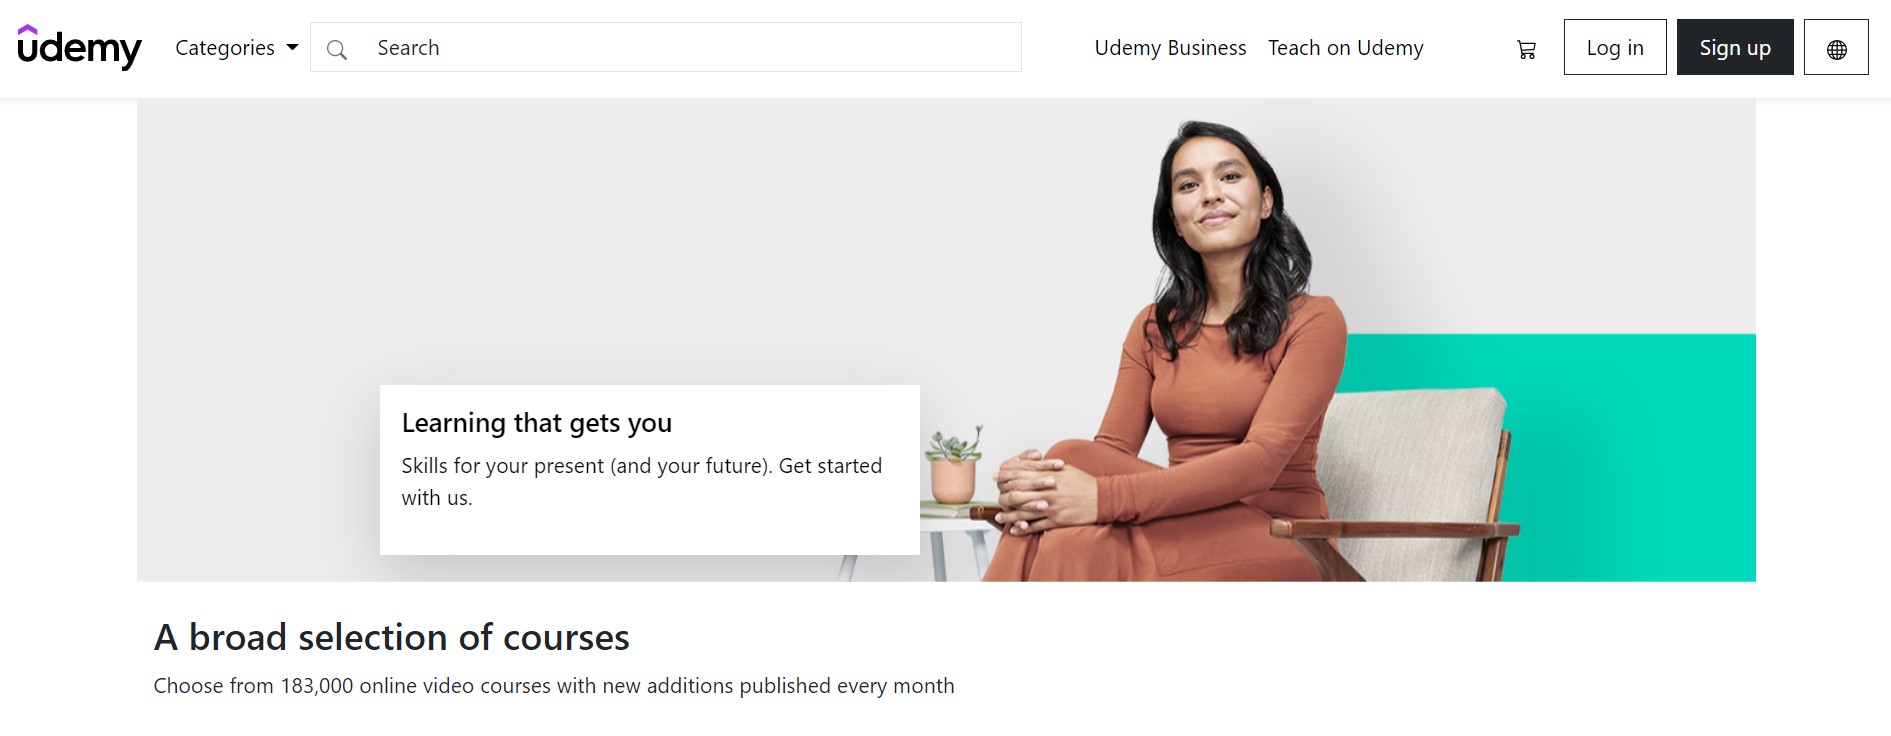 udemy
Categories
Search
Udemy Business
Teach on Udemy
Log in
Sign up
Learning that gets you
Skills for your present (and your future). Get started
with us.
A broad selection of courses
Choose from 183,000 online video courses with new additions published every month